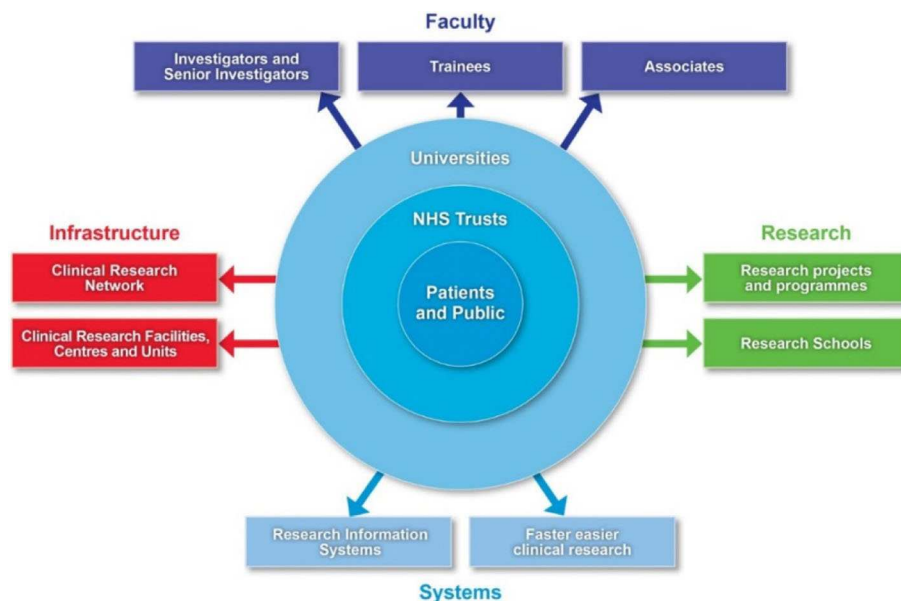 Faculty
Investigators and
Senior Investigators
Trainees
Associates
Universities
NHS Trusts
Patients
and Public
Infrastructure
Clinical Research
Network
Clinical Research Facilities,
Centres and Units
Research
Research projects
and programmes
Research Schools
Research Information
Systems
Faster easier
clinical research
Systems